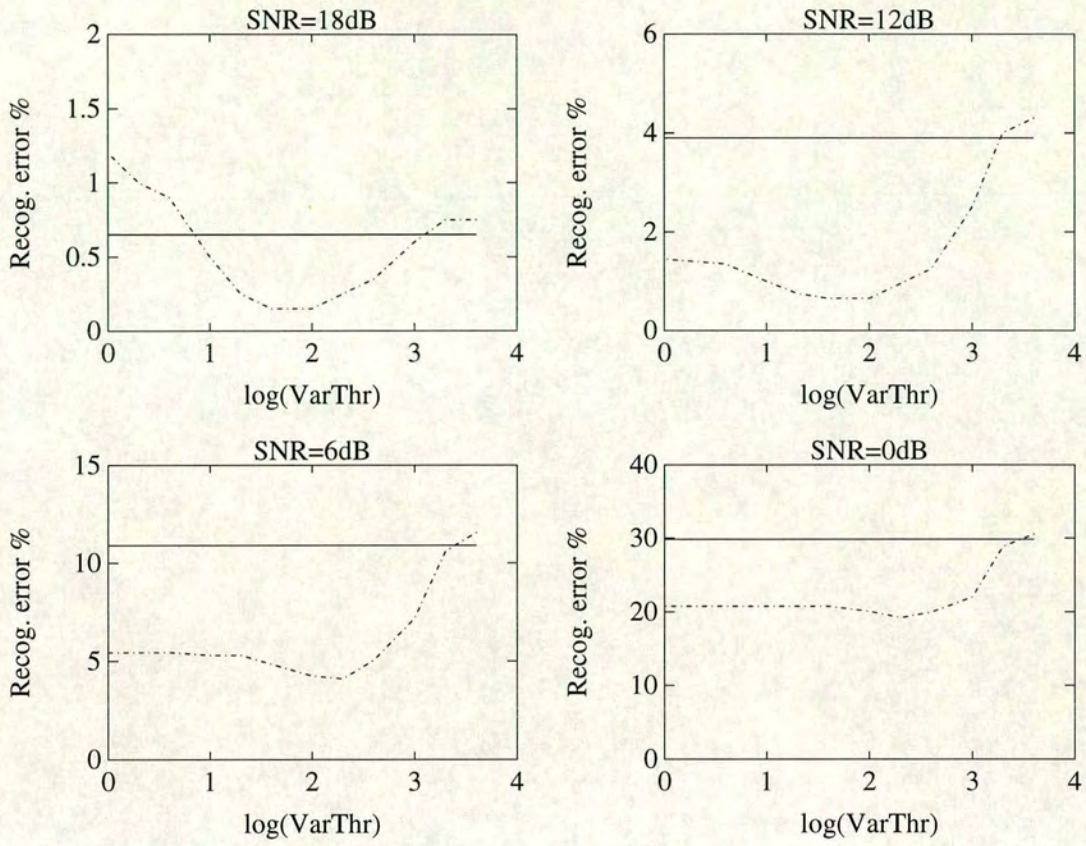 SNR=18dB
2
1.5
1
0.5
0
0 1 2 3 4
Recog. error %
log(VarThr)
SNR=12dB
6
4
2
0
0 1 2 3 4
Recog. error %
log(VarThr)
SNR=6dB
15
10
5
0
0 1 2 3 4
Recog. error %
log(VarThr)
SNR=0dB
40
30
20
10
0
0 1 2 3 4
Recog. error %
log(VarThr)